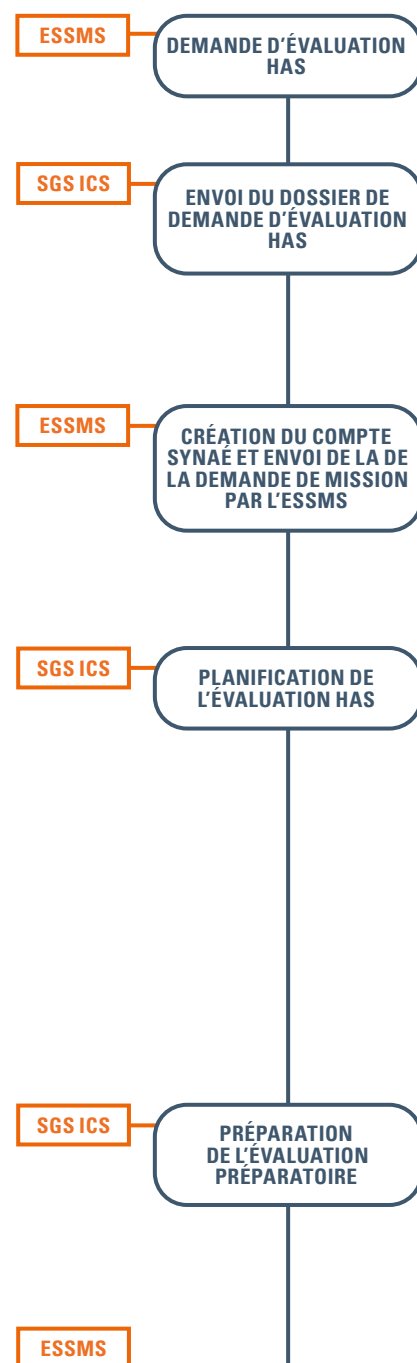 ESSMS
DEMANDE D'ÉVALUATION
HAS
SGS ICS
ENVOI DU DOSSIER DE
DEMANDE D'ÉVALUATION
HAS
ESSMS
CRÉATION DU COMPTE
SYNAÉ ET ENVOI DE LA DE
LA DEMANDE DE MISSION
PAR L'ESSMS
SGS ICS
PLANIFICATION DE
L'ÉVALUATION HAS
SGS ICS
PRÉPARATION
DE L'ÉVALUATION
PRÉPARATOIRE
ESSMS